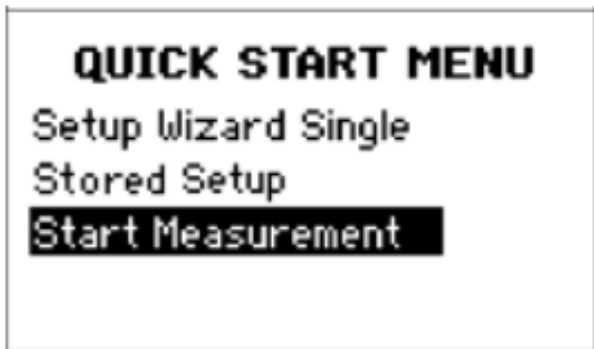 QUICK START MENU
Setup Wizard Single
Stored Setup
Start Measurement